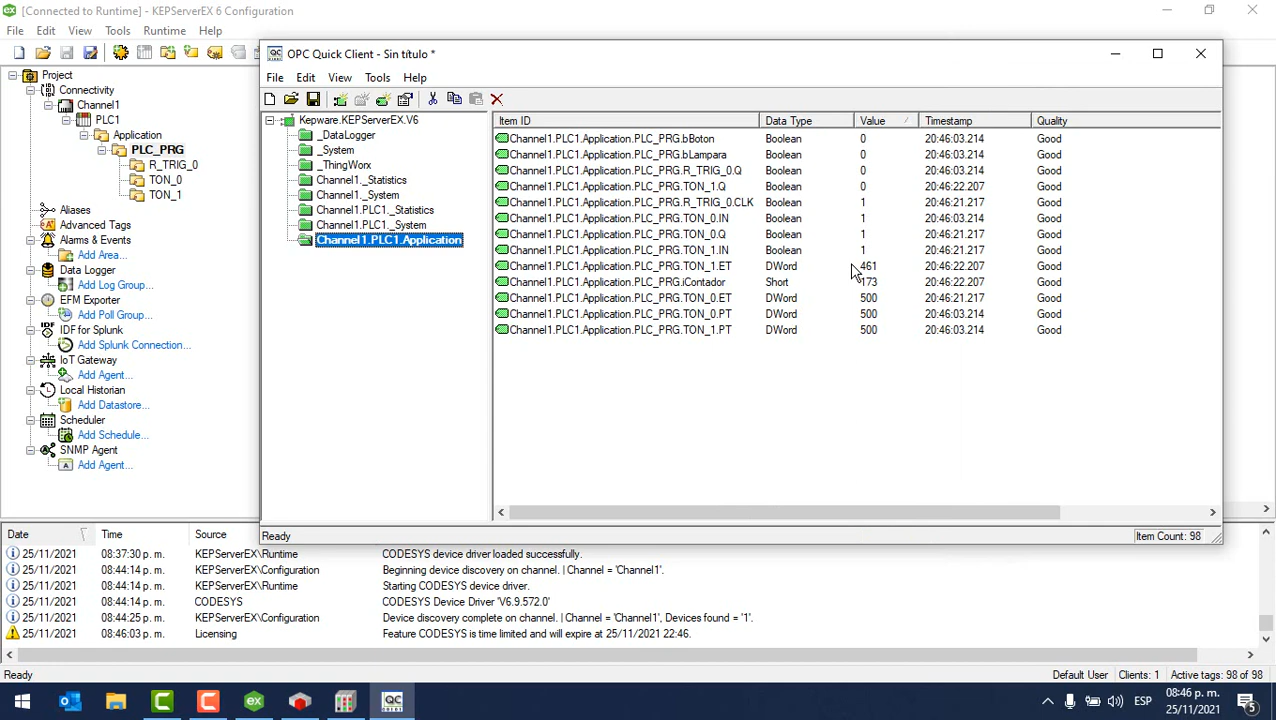 [Connected to Runtime] - KEPServerEX 6 Configuration
File Edit View Tools Runtime Help
Project
Connectivity
Channel1
PLC1
Application
PLC_PRG
R_TRIG_0
TON_0
TON_1
Aliases
Advanced Tags
Alarms & Events
Add Area...
Data Logger
Add Log Group...
EFM Exporter
Add Poll Group...
IDF for Splunk
Add Splunk Connection...
IoT Gateway
Add Agent...
Local Historian
Add Datastore...
Scheduler
Add Schedule...
SNMP Agent
Add Agent...
OPC Quick Client - Sin título *
File Edit View Tools Help
Kepware.KEPServerEX.V6
_DataLogger
_System
_ThingWorx
Channel1._Statistics
Channel1._System
Channel1.PLC1._Statistics
Channel1.PLC1._System
Channel1.PLC1.Application
Item ID Data Type Value Timestamp Quality
Channel1.PLC1.Application.PLC_PRG.bBoton Boolean 0 20:46:03.214 Good
Channel1.PLC1.Application.PLC_PRG.bLampara Boolean 0 20:46:03.214 Good
Channel1.PLC1.Application.PLC_PRG.R_TRIG_0.Q Boolean 0 20:46:03.214 Good
Channel1.PLC1.Application.PLC_PRG.TON_1.Q Boolean 0 20:46:22.207 Good
Channel1.PLC1.Application.PLC_PRG.R_TRIG_0.CLK Boolean 1 20:46:21.217 Good
Channel1.PLC1.Application.PLC_PRG.TON_0.IN Boolean 1 20:46:03.214 Good
Channel1.PLC1.Application.PLC_PRG.TON_0.Q Boolean 1 20:46:21.217 Good
Channel1.PLC1.Application.PLC_PRG.TON_1.IN Boolean 1 20:46:21.217 Good
Channel1.PLC1.Application.PLC_PRG.TON_1.ET DWord 461 20:46:22.207 Good
Channel1.PLC1.Application.PLC_PRG.iContador Short 173 20:46:22.207 Good
Channel1.PLC1.Application.PLC_PRG.TON_0.ET DWord 500 20:46:21.217 Good
Channel1.PLC1.Application.PLC_PRG.TON_0.PT DWord 500 20:46:03.214 Good
Channel1.PLC1.Application.PLC_PRG.TON_1.PT DWord 500 20:46:03.214 Good
Ready Item Count: 98
Date Time Source Event
25/11/2021 08:37:30 p. m. KEPServerEX\Runtime CODESYS device driver loaded successfully.
25/11/2021 08:44:14 p. m. KEPServerEX\Configuration Beginning device discovery on channel. | Channel = 'Channel1'.
25/11/2021 08:44:14 p. m. KEPServerEX\Runtime Starting CODESYS device driver.
25/11/2021 08:44:14 p. m. CODESYS CODESYS Device Driver 'V6.9.572.0'
25/11/2021 08:44:25 p. m. KEPServerEX\Configuration Device discovery complete on channel. | Channel = 'Channel1', Devices found = '1'.
25/11/2021 08:46:03 p. m. Licensing Feature CODESYS is time limited and will expire at 25/11/2021 22:46.
Ready Default User Clients: 1 Active tags: 98 of 98
ESP 08:46 p. m.
25/11/2021
5